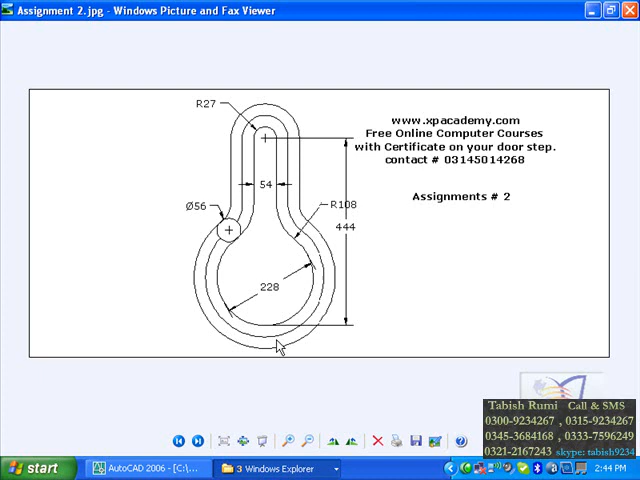 Assignment 2.jpg - Windows Picture and Fax Viewer
R27
www.xpacademy.com
Free Online Computer Courses
with Certificate on your door step.
contact # 03145014268
54
Assignments # 2
Ø56
R108
444
228
Tabish Rumi Call & SMS
0300-9234267 , 0315-9234267
0345-3684168 , 0333-7596249
0321-2167243 skype: tabish9234
start
AutoCAD 2006 - [C:\...
3 Windows Explorer
2:44 PM